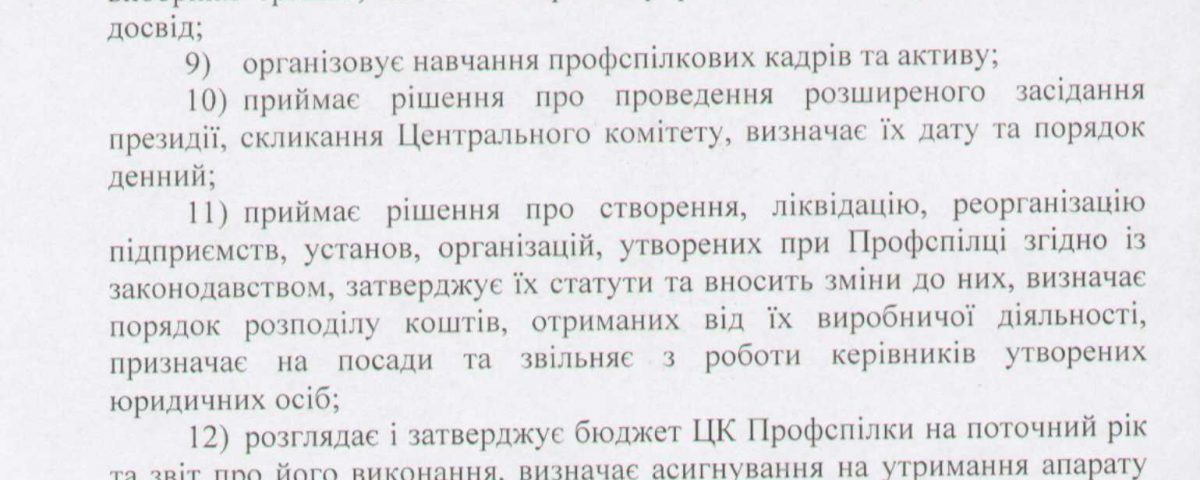 досвід;
9) організовує навчання профспілкових кадрів та активу;
10) приймає рішення про проведення розширеного засідання
президії, скликання Центрального комітету, визначає їх дату та порядок
денний;
11) приймає рішення про створення, ліквідацію, реорганізацію
підприємств, установ, організацій, утворених при Профспілці згідно із
законодавством, затверджує їх статути та вносить зміни до них, визначає
порядок розподілу коштів, отриманих від їх виробничої діяльності,
призначає на посади та звільняє з роботи керівників утворених
юридичних осіб;
12) розглядає і затверджує бюджет ЦК Профспілки на поточний рік
та звіт про його виконання, визначає асигнування на утримання апарату